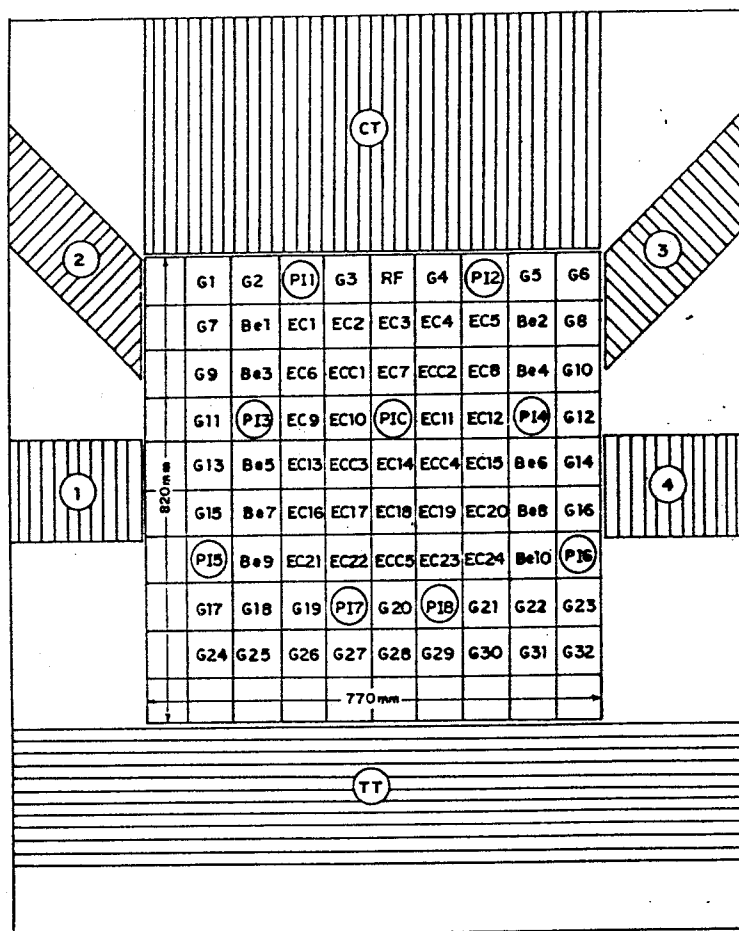 CT
2
3
G1 G2 PI1 G3 RF G4 PI2 G5 G6
G7 Be1 EC1 EC2 EC3 EC4 EC5 Be2 G8
G9 Be3 EC6 ECC1 EC7 ECC2 EC8 Be4 G10
G11 PI3 EC9 EC10 PIC EC11 EC12 PI4 G12
G13 Be5 EC13 ECC3 EC14 ECC4 EC15 Be6 G14
1
820mm
4
G15 Be7 EC16 EC17 EC18 EC19 EC20 Be8 G16
PI5 Be9 EC21 EC22 ECC5 EC23 EC24 Be10 PI6
G17 G18 G19 PI7 G20 PI8 G21 G22 G23
G24 G25 G26 G27 G28 G29 G30 G31 G32
770mm
TT